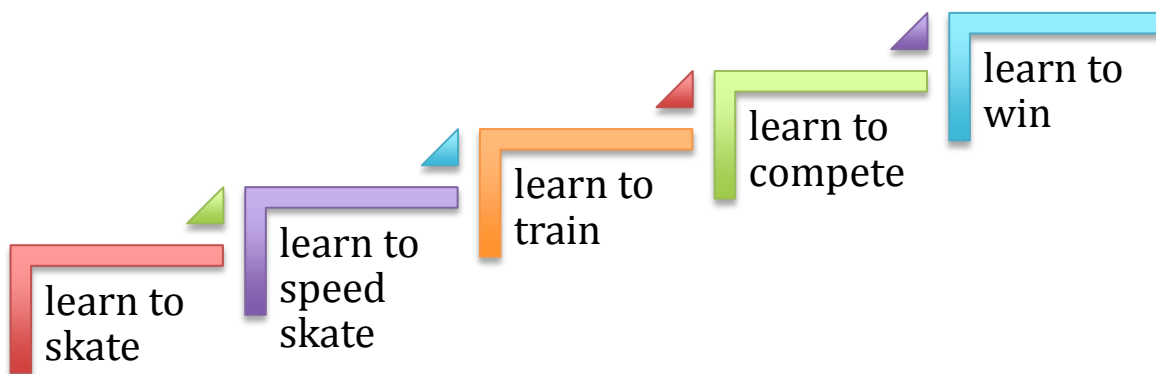 learn to
skate
learn to
speed
skate
learn to
train
learn to
compete
learn to
win